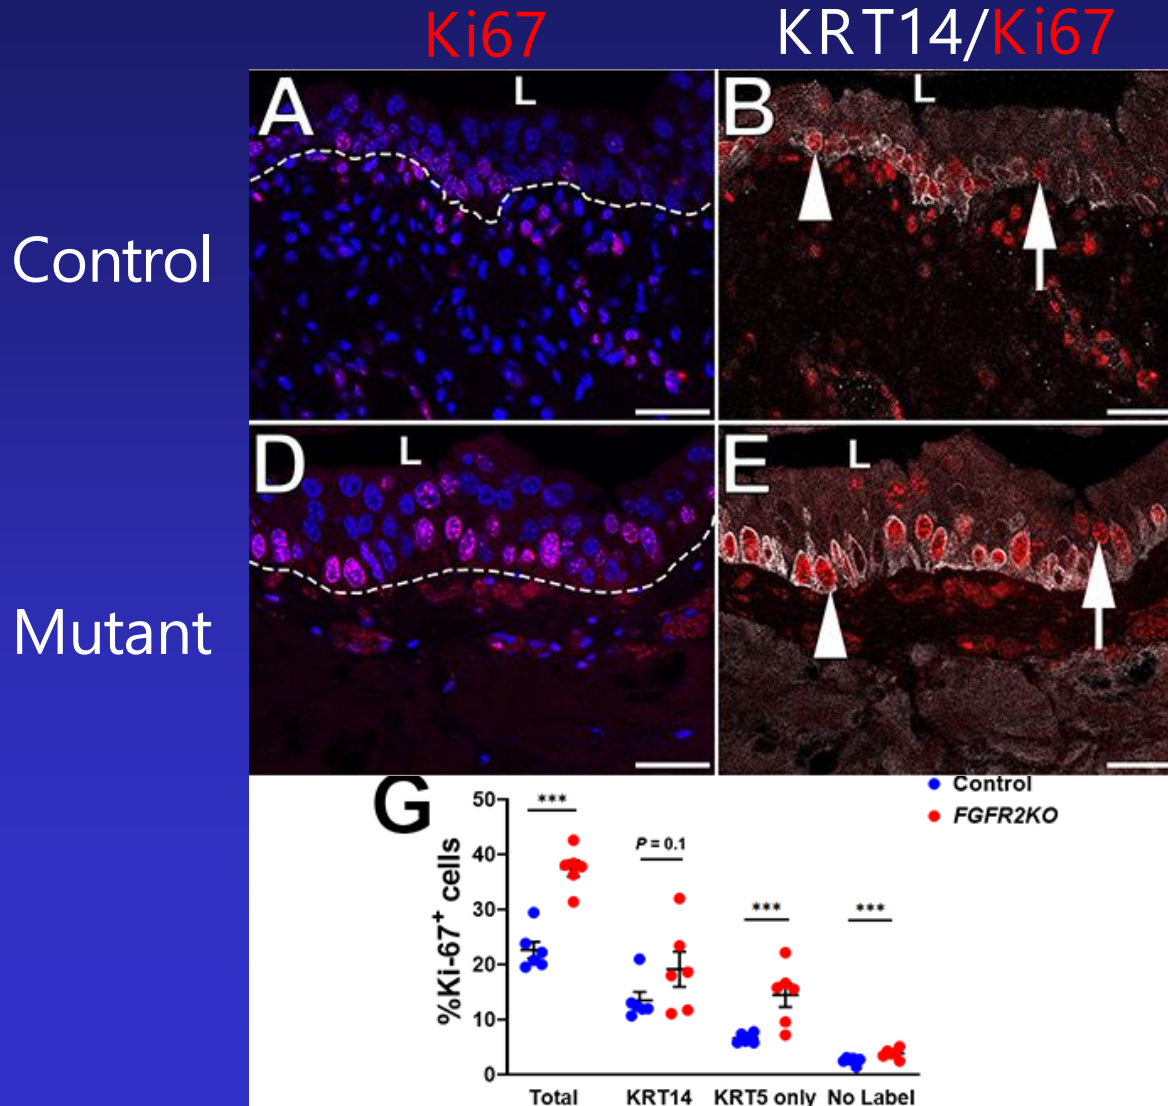 Ki67 KRT14/Ki67
A L B L
Control
D L E L
Mutant
G
Control
FGFR2KO
%Ki-67+ cells
50
40
30
20
10
0
***
P = 0.1
***
***
Total KRT14 KRT5 only No Label